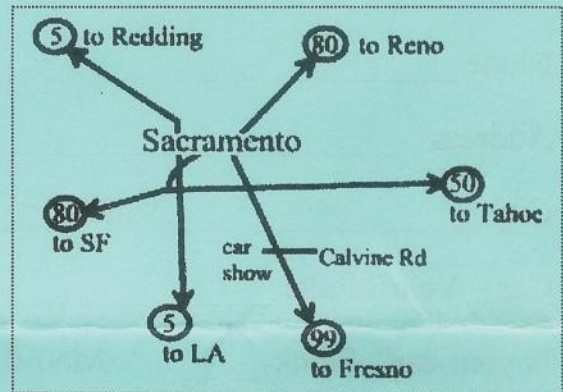 5 to Redding
80 to Reno
Sacramento
50
to Tahoe
80
to SF
car
show
Calvine Rd
5
to LA
99
to Fresno